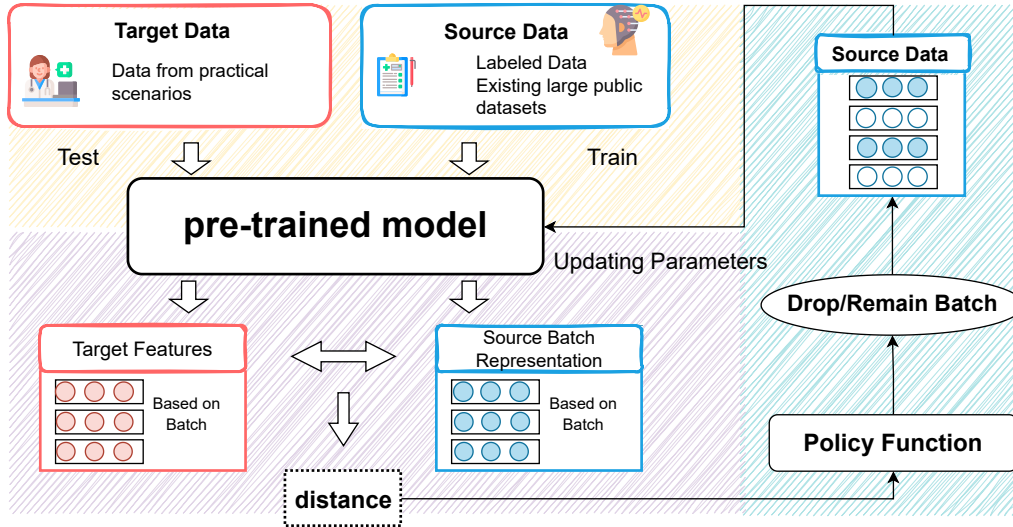 Target Data
Data from practical
scenarios
Source Data
Labeled Data
Existing large public
datasets
Source Data
Test
Train
pre-trained model
Updating Parameters
Drop/Remain Batch
Target Features
Based on
Batch
Source Batch
Representation
Based on
Batch
Policy Function
distance